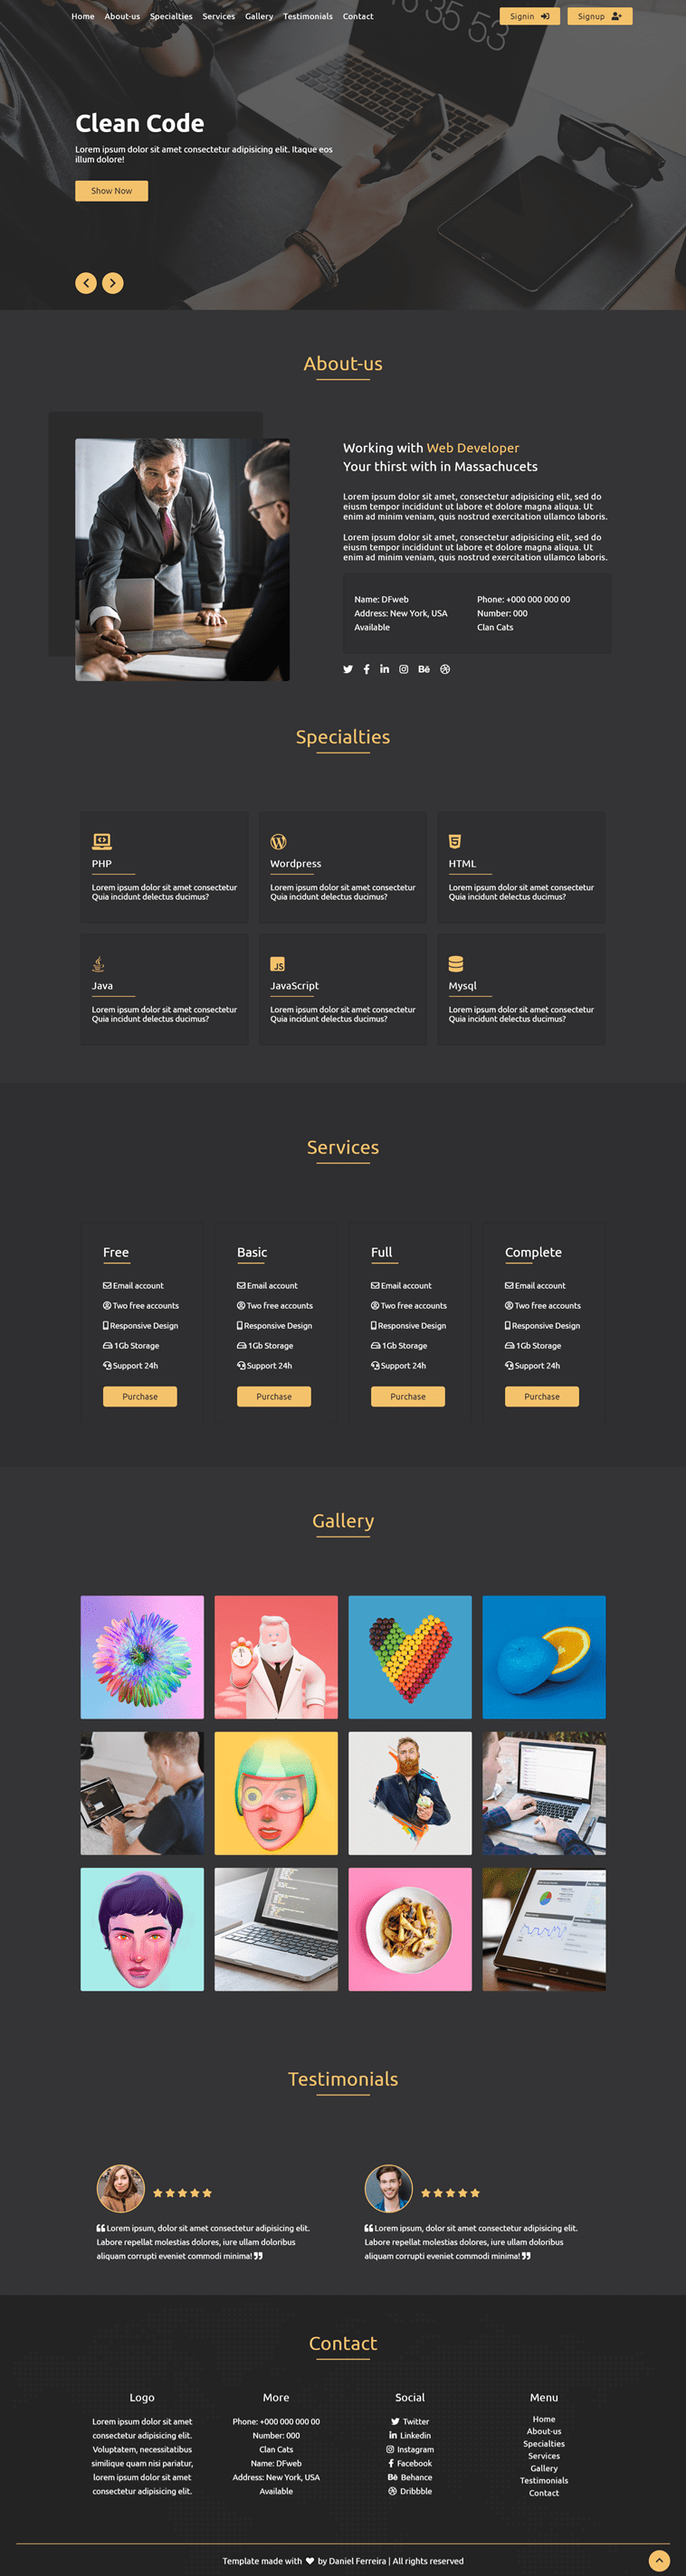 Home About-us Specialties Services Gallery Testimonials Contact Signin Signup
35 53
Clean Code
Lorem ipsum dolor sit amet consectetur adipisicing elit. Itaque eos
illum dolore!
Show Now
About-us
Working with Web Developer
Your thirst with in Massachucets
Lorem ipsum dolor sit amet, consectetur adipisicing elit, sed do
eiusm tempor incididunt ut labore et dolore magna aliqua. Ut
enim ad minim veniam, quis nostrud exercitation ullamco laboris.
Lorem ipsum dolor sit amet, consectetur adipisicing elit, sed do
eiusm tempor incididunt ut labore et dolore magna aliqua. Ut
enim ad minim veniam, quis nostrud exercitation ullamco laboris.
Name: DFweb
Address: New York, USA
Available
Phone: +000 000 000 00
Number: 000
Clan Cats
Specialties
PHP
Lorem ipsum dolor sit amet consectetur
Quia incidunt delectus ducimus?
Wordpress
Lorem ipsum dolor sit amet consectetur
Quia incidunt delectus ducimus?
HTML
Lorem ipsum dolor sit amet consectetur
Quia incidunt delectus ducimus?
Java
Lorem ipsum dolor sit amet consectetur
Quia incidunt delectus ducimus?
JS
JavaScript
Lorem ipsum dolor sit amet consectetur
Quia incidunt delectus ducimus?
Mysql
Lorem ipsum dolor sit amet consectetur
Quia incidunt delectus ducimus?
Services
Free
Email account
Two free accounts
Responsive Design
1Gb Storage
Support 24h
Purchase
Basic
Email account
Two free accounts
Responsive Design
1Gb Storage
Support 24h
Purchase
Full
Email account
Two free accounts
Responsive Design
1Gb Storage
Support 24h
Purchase
Complete
Email account
Two free accounts
Responsive Design
1Gb Storage
Support 24h
Purchase
Gallery
Testimonials
❝ Lorem ipsum, dolor sit amet consectetur adipisicing elit.
Labore repellat molestias dolores, iure ullam doloribus
aliquam corrupti eveniet commodi minima! ❞
❝ Lorem ipsum, dolor sit amet consectetur adipisicing elit.
Labore repellat molestias dolores, iure ullam doloribus
aliquam corrupti eveniet commodi minima! ❞
Contact
Logo
Lorem ipsum dolor sit amet
consectetur adipisicing elit.
Voluptatem, necessitatibus
similique quam nisi pariatur,
lorem ipsum dolor sit amet
consectetur adipisicing elit.
More
Phone: +000 000 000 00
Number: 000
Clan Cats
Name: DFweb
Address: New York, USA
Available
Social
Twitter
Linkedin
Instagram
Facebook
Behance
Dribbble
Menu
Home
About-us
Specialties
Services
Gallery
Testimonials
Contact
Template made with ♥ by Daniel Ferreira | All rights reserved